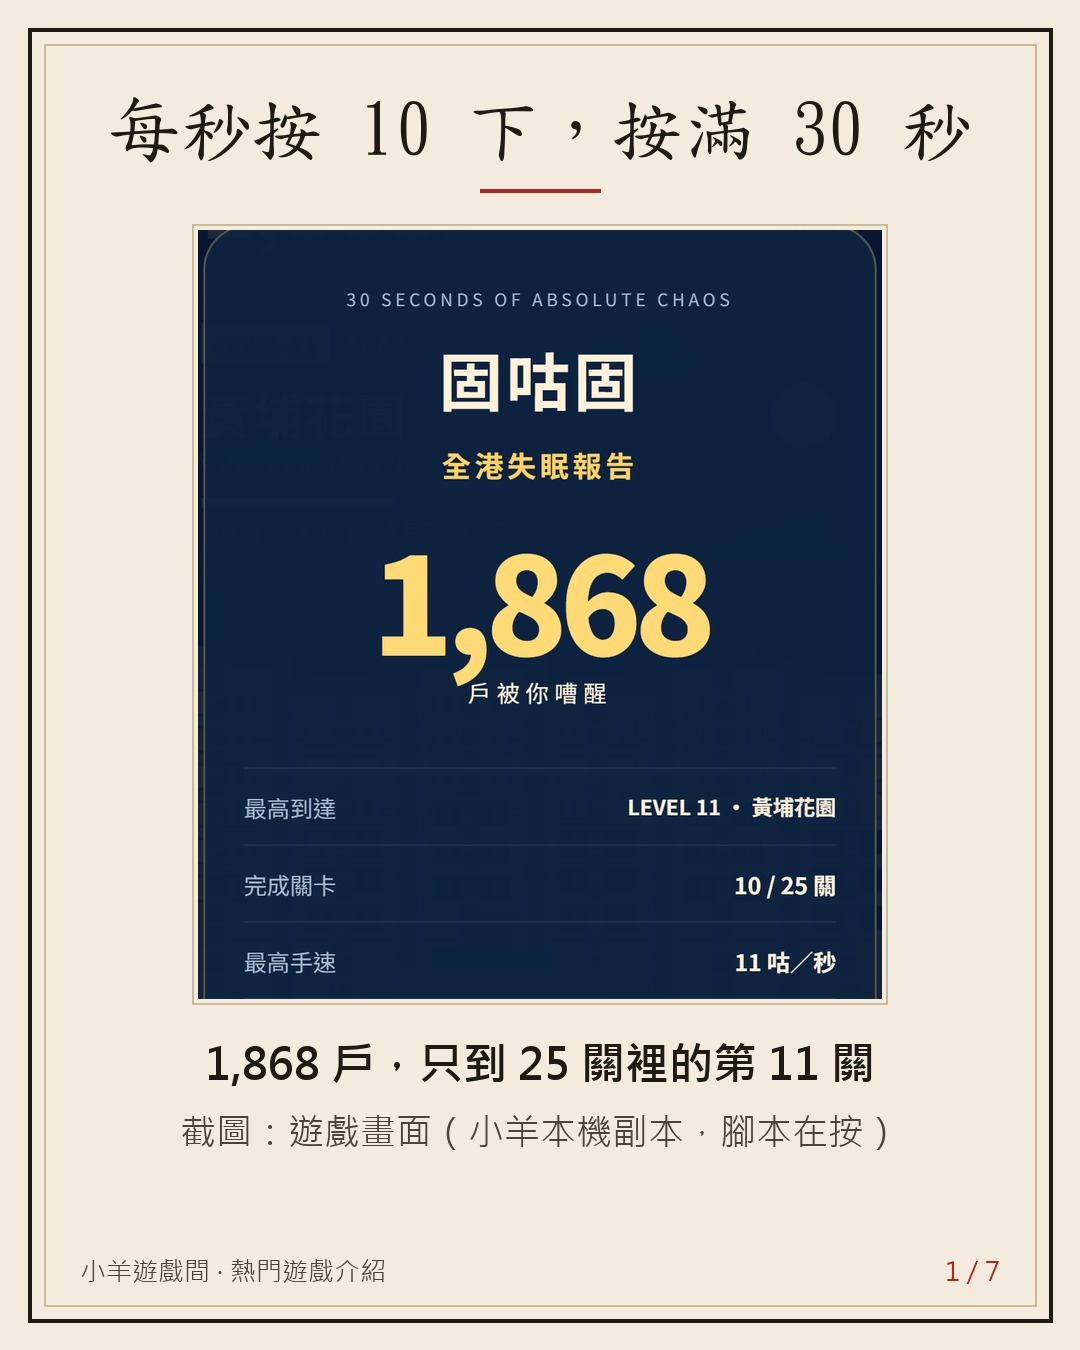 每秒按 10 下，按滿 30 秒
30 SECONDS OF ABSOLUTE CHAOS
固咕固
全港失眠報告
1,868
戶被你嘈醒
最高到達 LEVEL 11 · 黃埔花園
完成關卡 10 / 25 關
最高手速 11 咕／秒
1,868 戶，只到 25 關裡的第 11 關
截圖：遊戲畫面（小羊本機副本，腳本在按）
小羊遊戲間 · 熱門遊戲介紹
1 / 7
黃埔花園